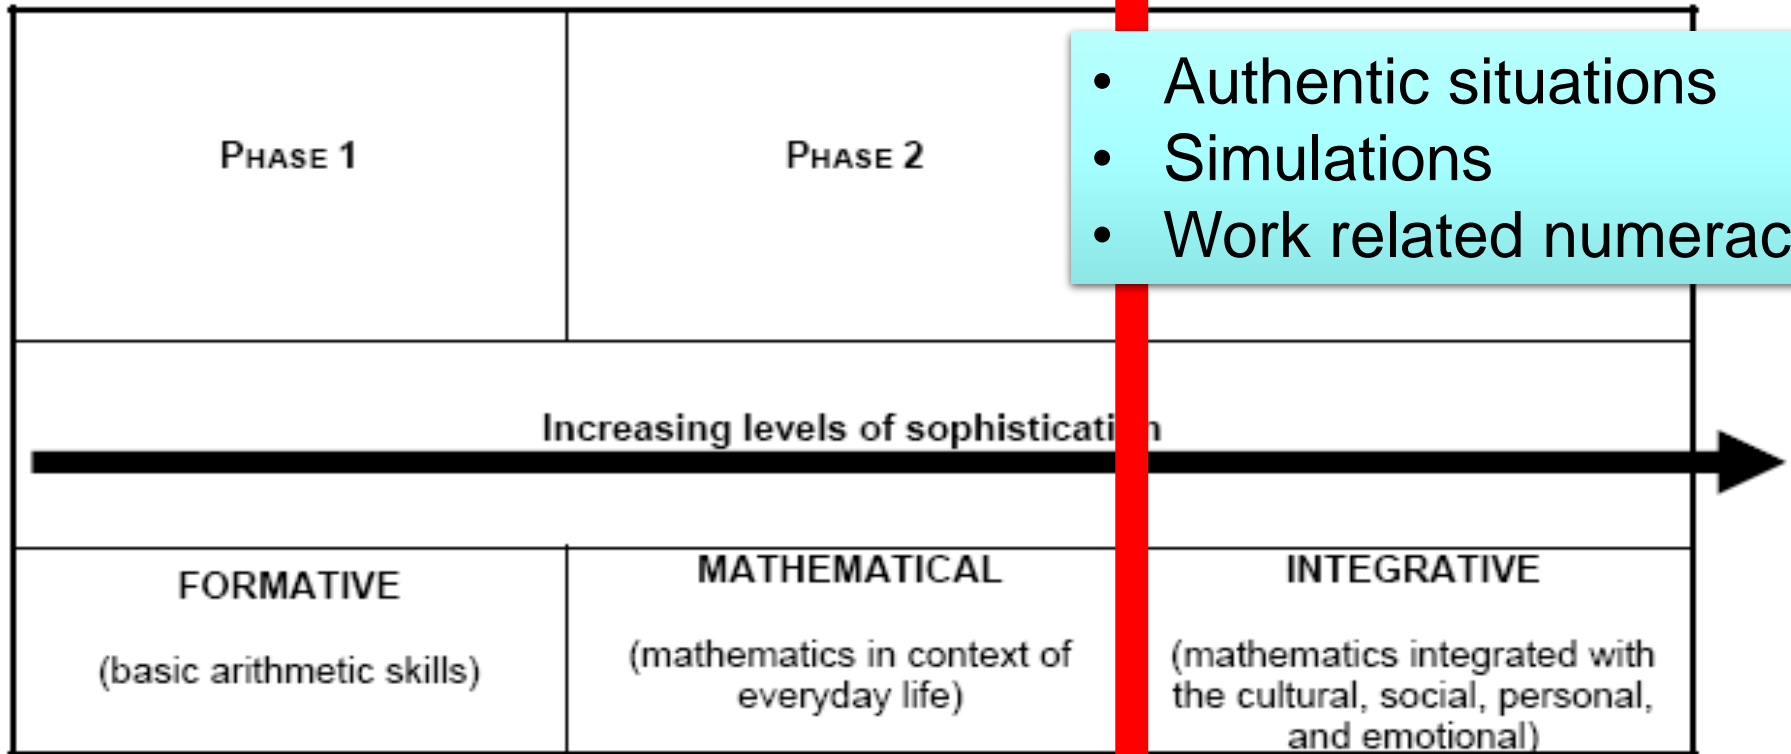 PHASE 1
PHASE 2
• Authentic situations
• Simulations
• Work related numerac
Increasing levels of sophisticati n
FORMATIVE
(basic arithmetic skills)
MATHEMATICAL
(mathematics in context of
everyday life)
INTEGRATIVE
(mathematics integrated with
the cultural, social, personal,
and emotional)